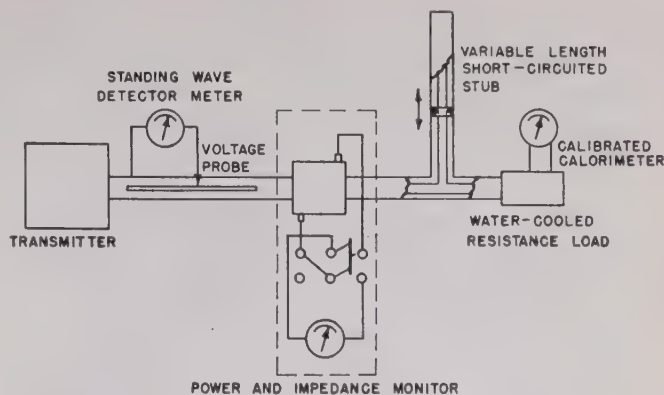 STANDING WAVE
DETECTOR METER
VOLTAGE
PROBE
VARIABLE LENGTH
SHORT-CIRCUITED
STUB
CALIBRATED
CALORIMETER
TRANSMITTER
WATER-COOLED
RESISTANCE LOAD
POWER AND IMPEDANCE MONITOR